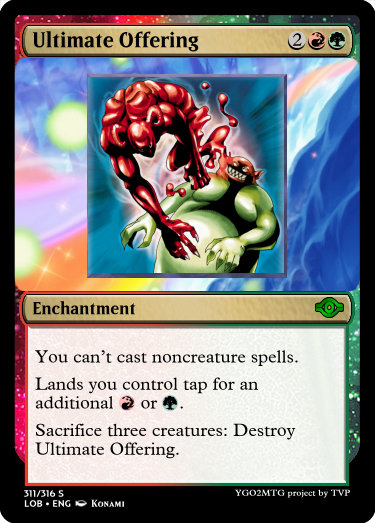 Ultimate Offering 2
Enchantment
You can't cast noncreature spells.
Lands you control tap for an
additional or .
Sacrifice three creatures: Destroy
Ultimate Offering.
311/316 S
LOB • ENG Konami
YGO2MTG project by TVP